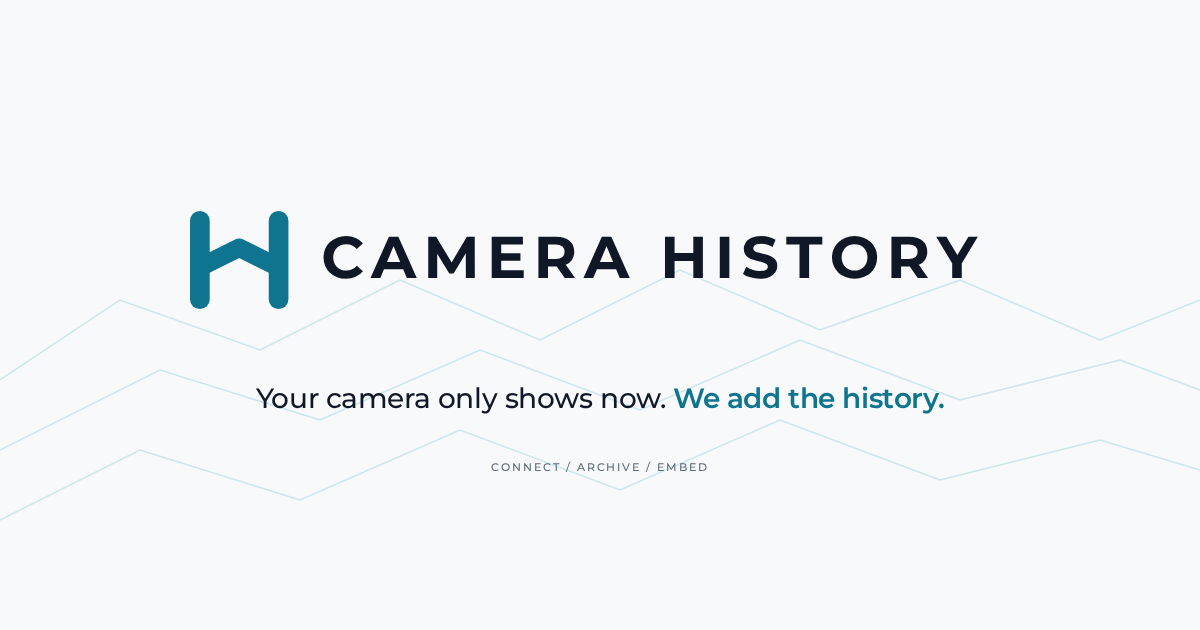 CAMERA HISTORY
Your camera only shows now. We add the history.
CONNECT / ARCHIVE / EMBED